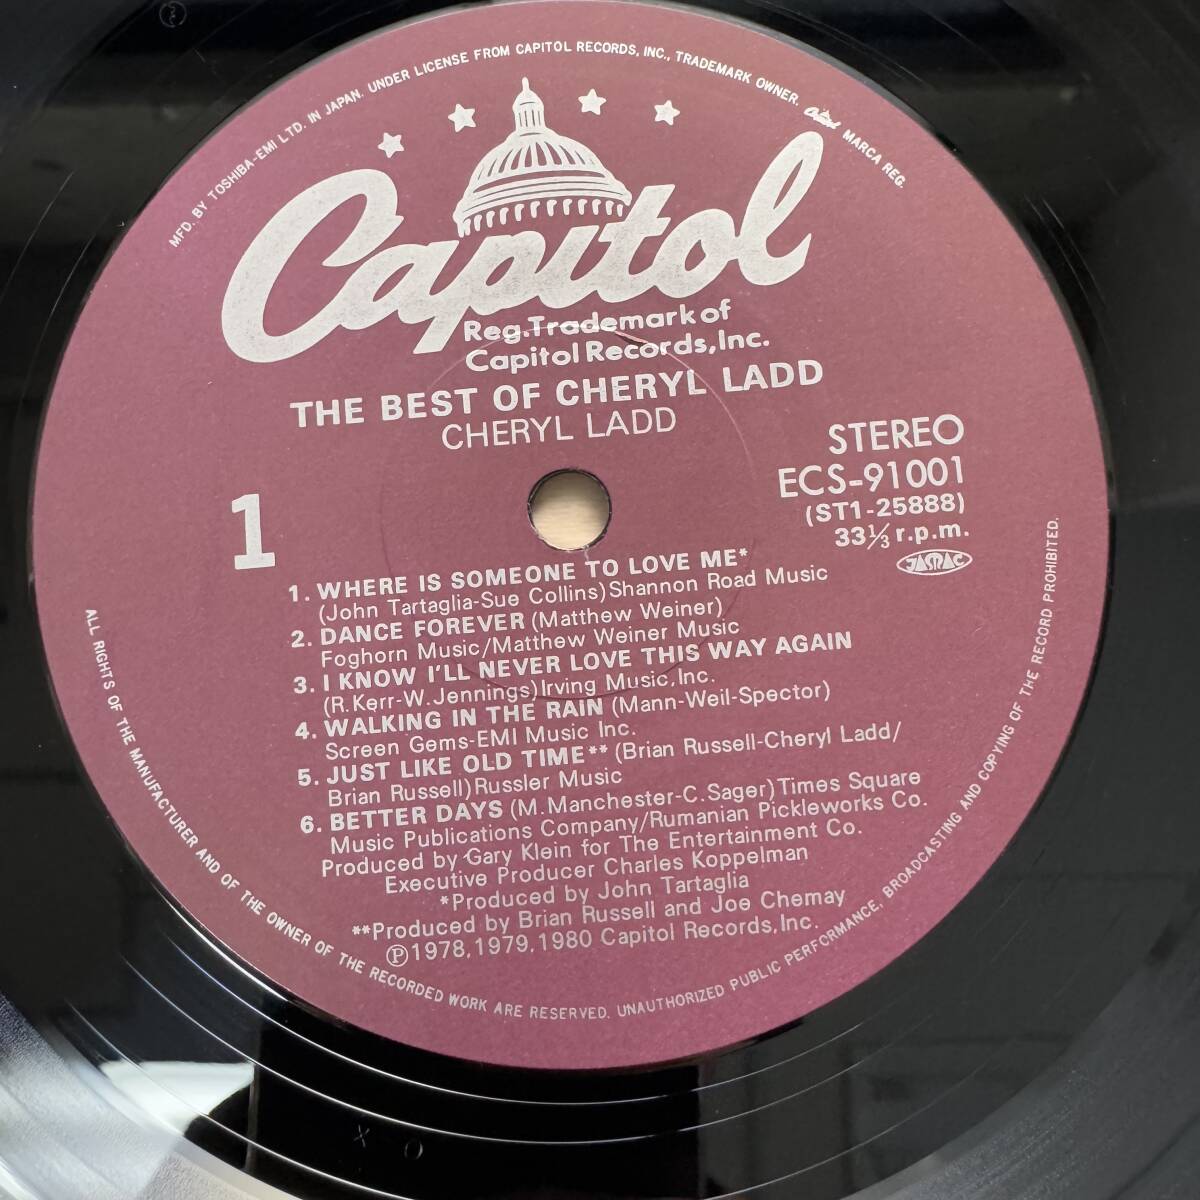 MFD. BY TOSHIBA-EMI LTD. IN JAPAN. UNDER LICENSE FROM CAPITOL RECORDS, INC., TRADEMARK OWNER. Capitol MARCA REG.
Capitol
Reg. Trademark of
Capitol Records, Inc.
THE BEST OF CHERYL LADD
CHERYL LADD
STEREO
ECS-91001
(ST1-25888)
33⅓ r.p.m.
JASRAC
1
1. WHERE IS SOMEONE TO LOVE ME*
(John Tartaglia-Sue Collins) Shannon Road Music
2. DANCE FOREVER (Matthew Weiner)
Foghorn Music/Matthew Weiner Music
3. I KNOW I'LL NEVER LOVE THIS WAY AGAIN
(R. Kerr-W. Jennings) Irving Music, Inc.
4. WALKING IN THE RAIN (Mann-Weil-Spector)
Screen Gems-EMI Music Inc.
5. JUST LIKE OLD TIME** (Brian Russell-Cheryl Ladd/
Brian Russell) Russler Music
6. BETTER DAYS (M. Manchester-C. Sager) Times Square
Music Publications Company/Rumanian Pickleworks Co.
Produced by Gary Klein for The Entertainment Co.
Executive Producer Charles Koppelman
*Produced by John Tartaglia
**Produced by Brian Russell and Joe Chemay
Ⓟ1978, 1979, 1980 Capitol Records, Inc.
ALL RIGHTS OF THE MANUFACTURER AND OF THE OWNER OF THE RECORDED WORK ARE RESERVED. UNAUTHORIZED PUBLIC PERFORMANCE, BROADCASTING AND COPYING OF THE RECORD PROHIBITED.
X O